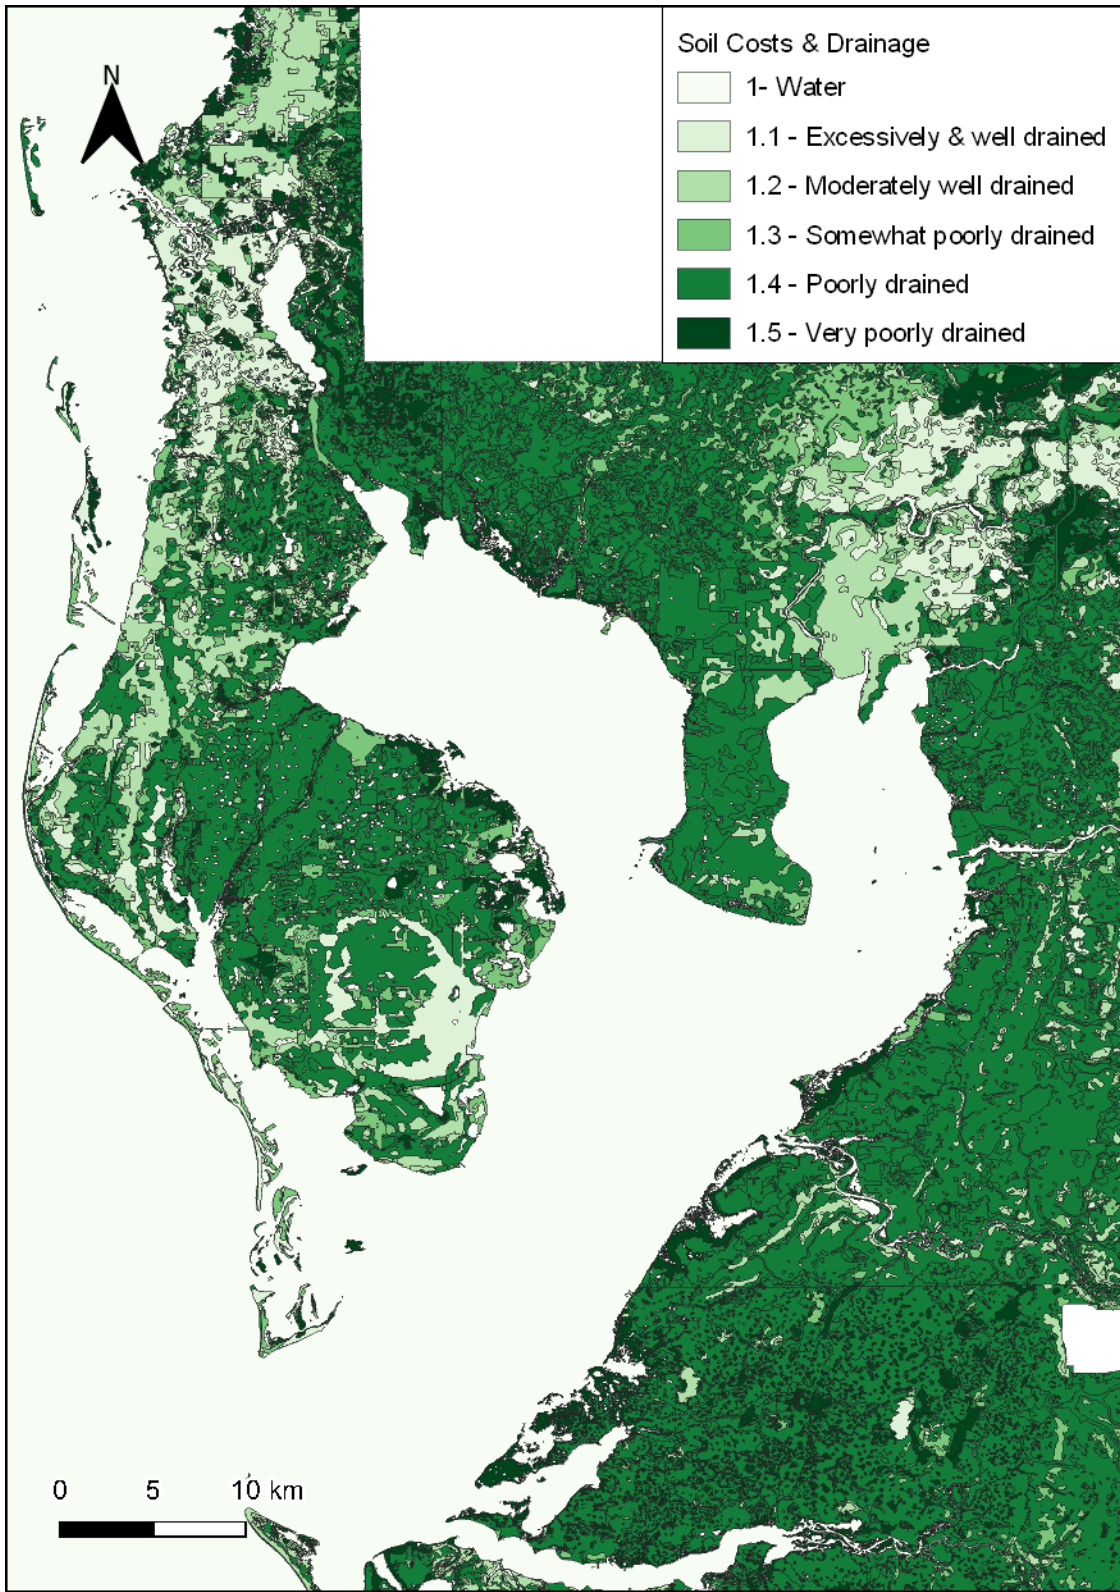 Soil Costs & Drainage
1- Water
1.1 - Excessively & well drained
1.2 - Moderately well drained
1.3 - Somewhat poorly drained
1.4 - Poorly drained
1.5 - Very poorly drained
N
0 5 10 km